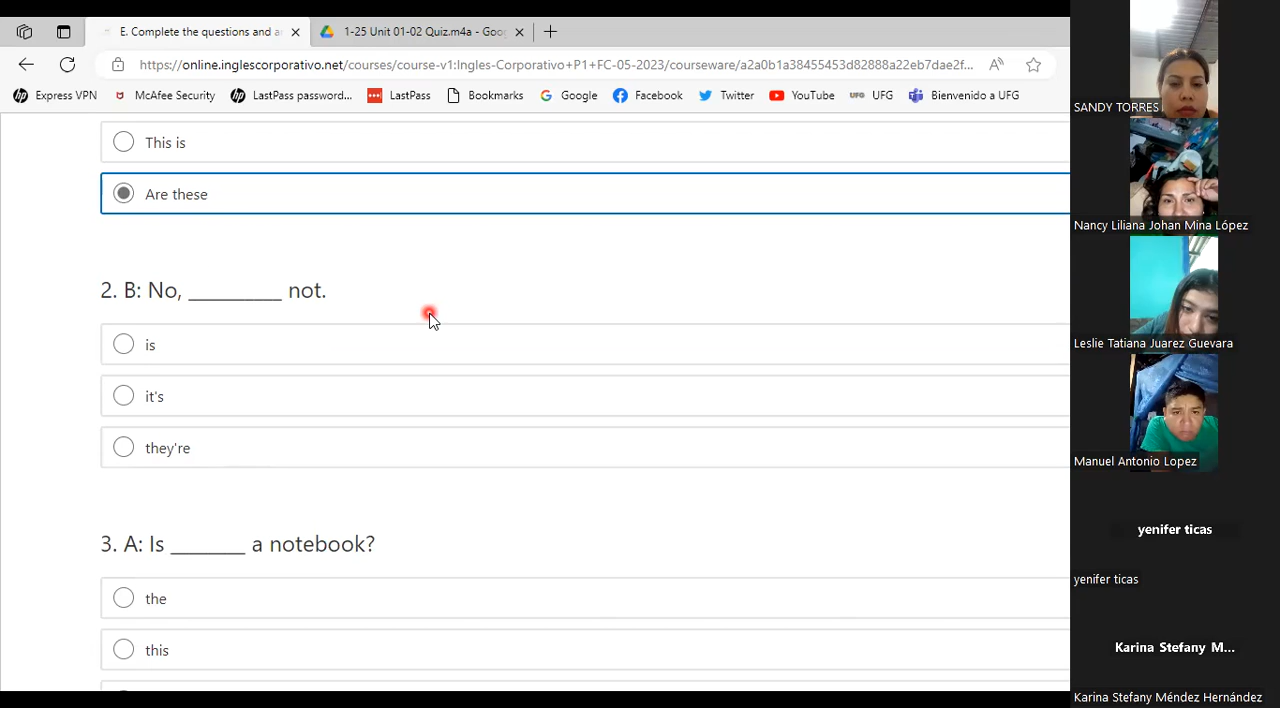 E. Complete the questions and a
1-25 Unit 01-02 Quiz.m4a - Goo
https://online.inglescorporativo.net/courses/course-v1:Ingles-Corporativo+P1+FC-05-2023/courseware/a2a0b1a38455453d82888a22eb7dae2f...
Express VPN McAfee Security LastPass password... LastPass Bookmarks Google Facebook Twitter YouTube UFG UFG Bienvenido a UFG
This is
Are these
2. B: No, __________ not.
is
it's
they're
3. A: Is ________ a notebook?
the
this
SANDY TORRES
Nancy Liliana Johan Mina López
Leslie Tatiana Juarez Guevara
Manuel Antonio Lopez
yenifer ticas
yenifer ticas
Karina Stefany M...
Karina Stefany Méndez Hernández